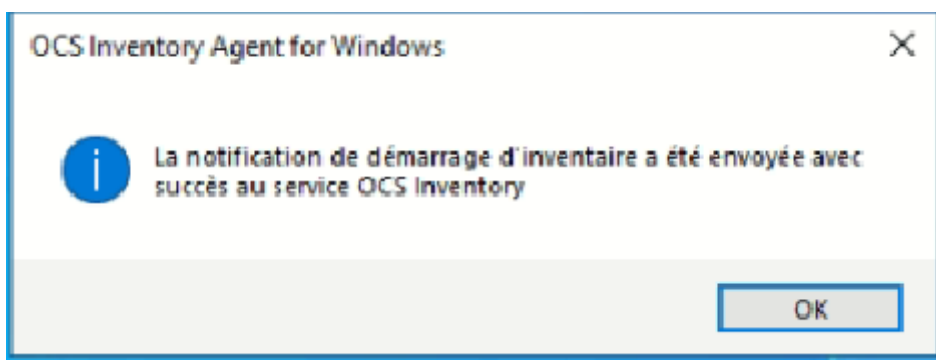 OCS Inventory Agent for Windows
La notification de démarrage d'inventaire a été envoyée avec
succès au service OCS Inventory
OK